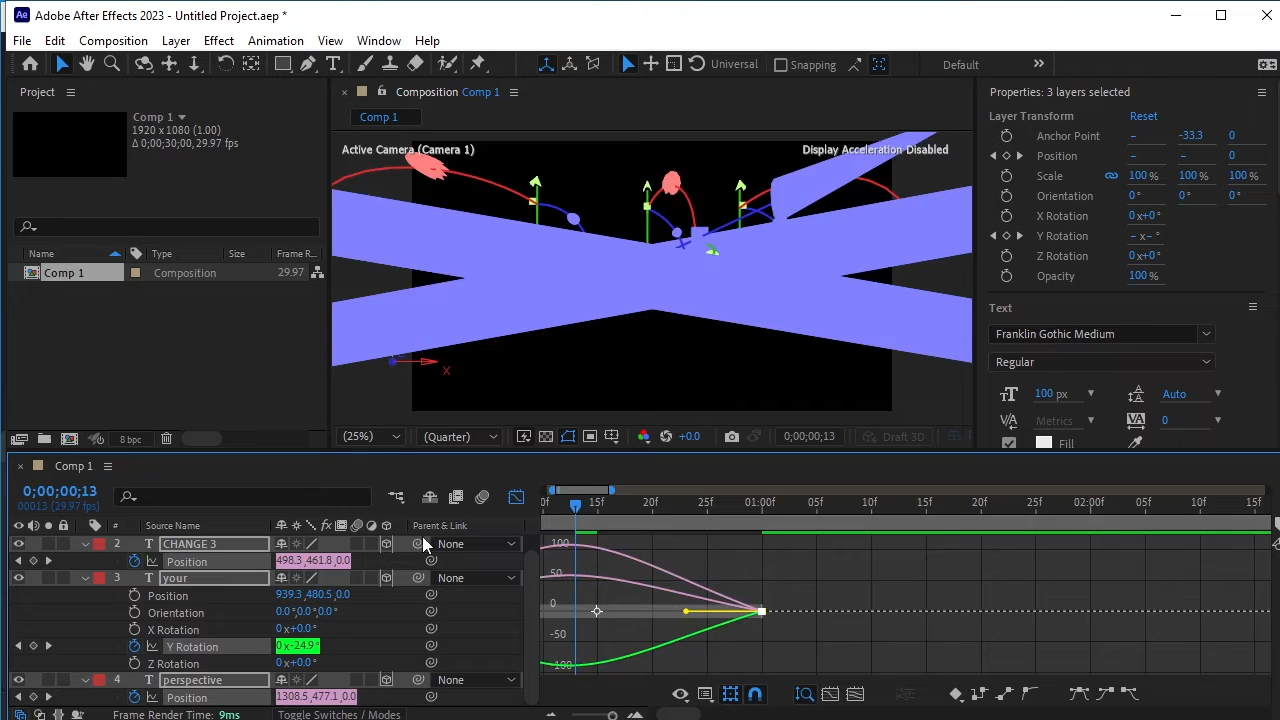 Ae Adobe After Effects 2023 - Untitled Project.aep *
File Edit Composition Layer Effect Animation View Window Help
Universal Snapping Default
Project
Composition Comp 1
Properties: 3 layers selected
Comp 1
1920 x 1080 (1.00)
Δ 0;00;30;00, 29.97 fps
Comp 1
Layer Transform Reset
Anchor Point – -33.3 0
Active Camera (Camera 1) Display Acceleration Disabled
Position – – 0
Scale 100 % 100 % 100 %
Orientation 0° 0° 0°
X Rotation 0x+0°
Y Rotation –x–°
Z Rotation 0x+0°
Opacity 100 %
Name Type Size Frame R...
Comp 1 Composition 29.97
Text
Franklin Gothic Medium
Regular
100 px Auto
Metrics 0
Fill
X
8 bpc
(25%) (Quarter) +0.0 0;00;00;13 Draft 3D
Comp 1
0;00;00;13
00013 (29.97 fps)
0f 15f 20f 25f 01:00f 05f 10f 15f 20f 25f 02:00f 05f 10f 15f
# Source Name fx Parent & Link
2 T CHANGE 3 None
Position 498.3,461.8,0.0
3 T your None
Position 939.3,480.5,0.0
Orientation 0.0°,0.0°,0.0°
X Rotation 0x+0.0°
Y Rotation 0x-24.9°
Z Rotation 0x+0.0°
4 T perspective None
Position 1308.5,477.1,0.0
100
50
0
-50
-100
Frame Render Time: 9ms Toggle Switches / Modes